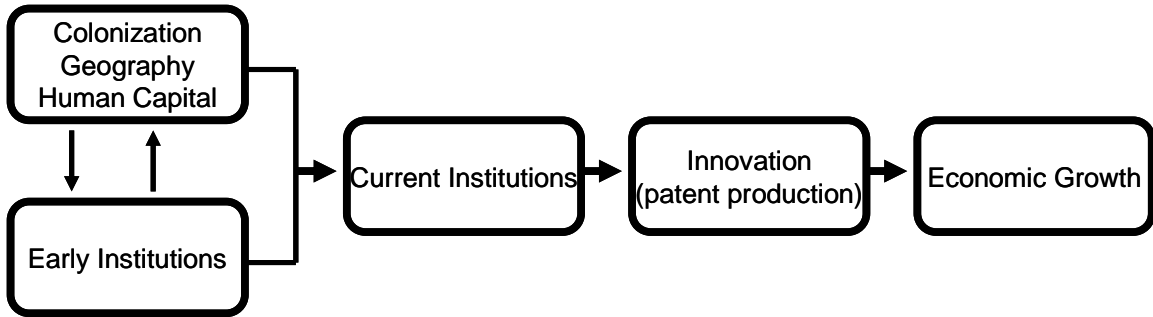 Colonization
Geography
Human Capital
Early Institutions
Current Institutions
Innovation
(patent production)
Economic Growth